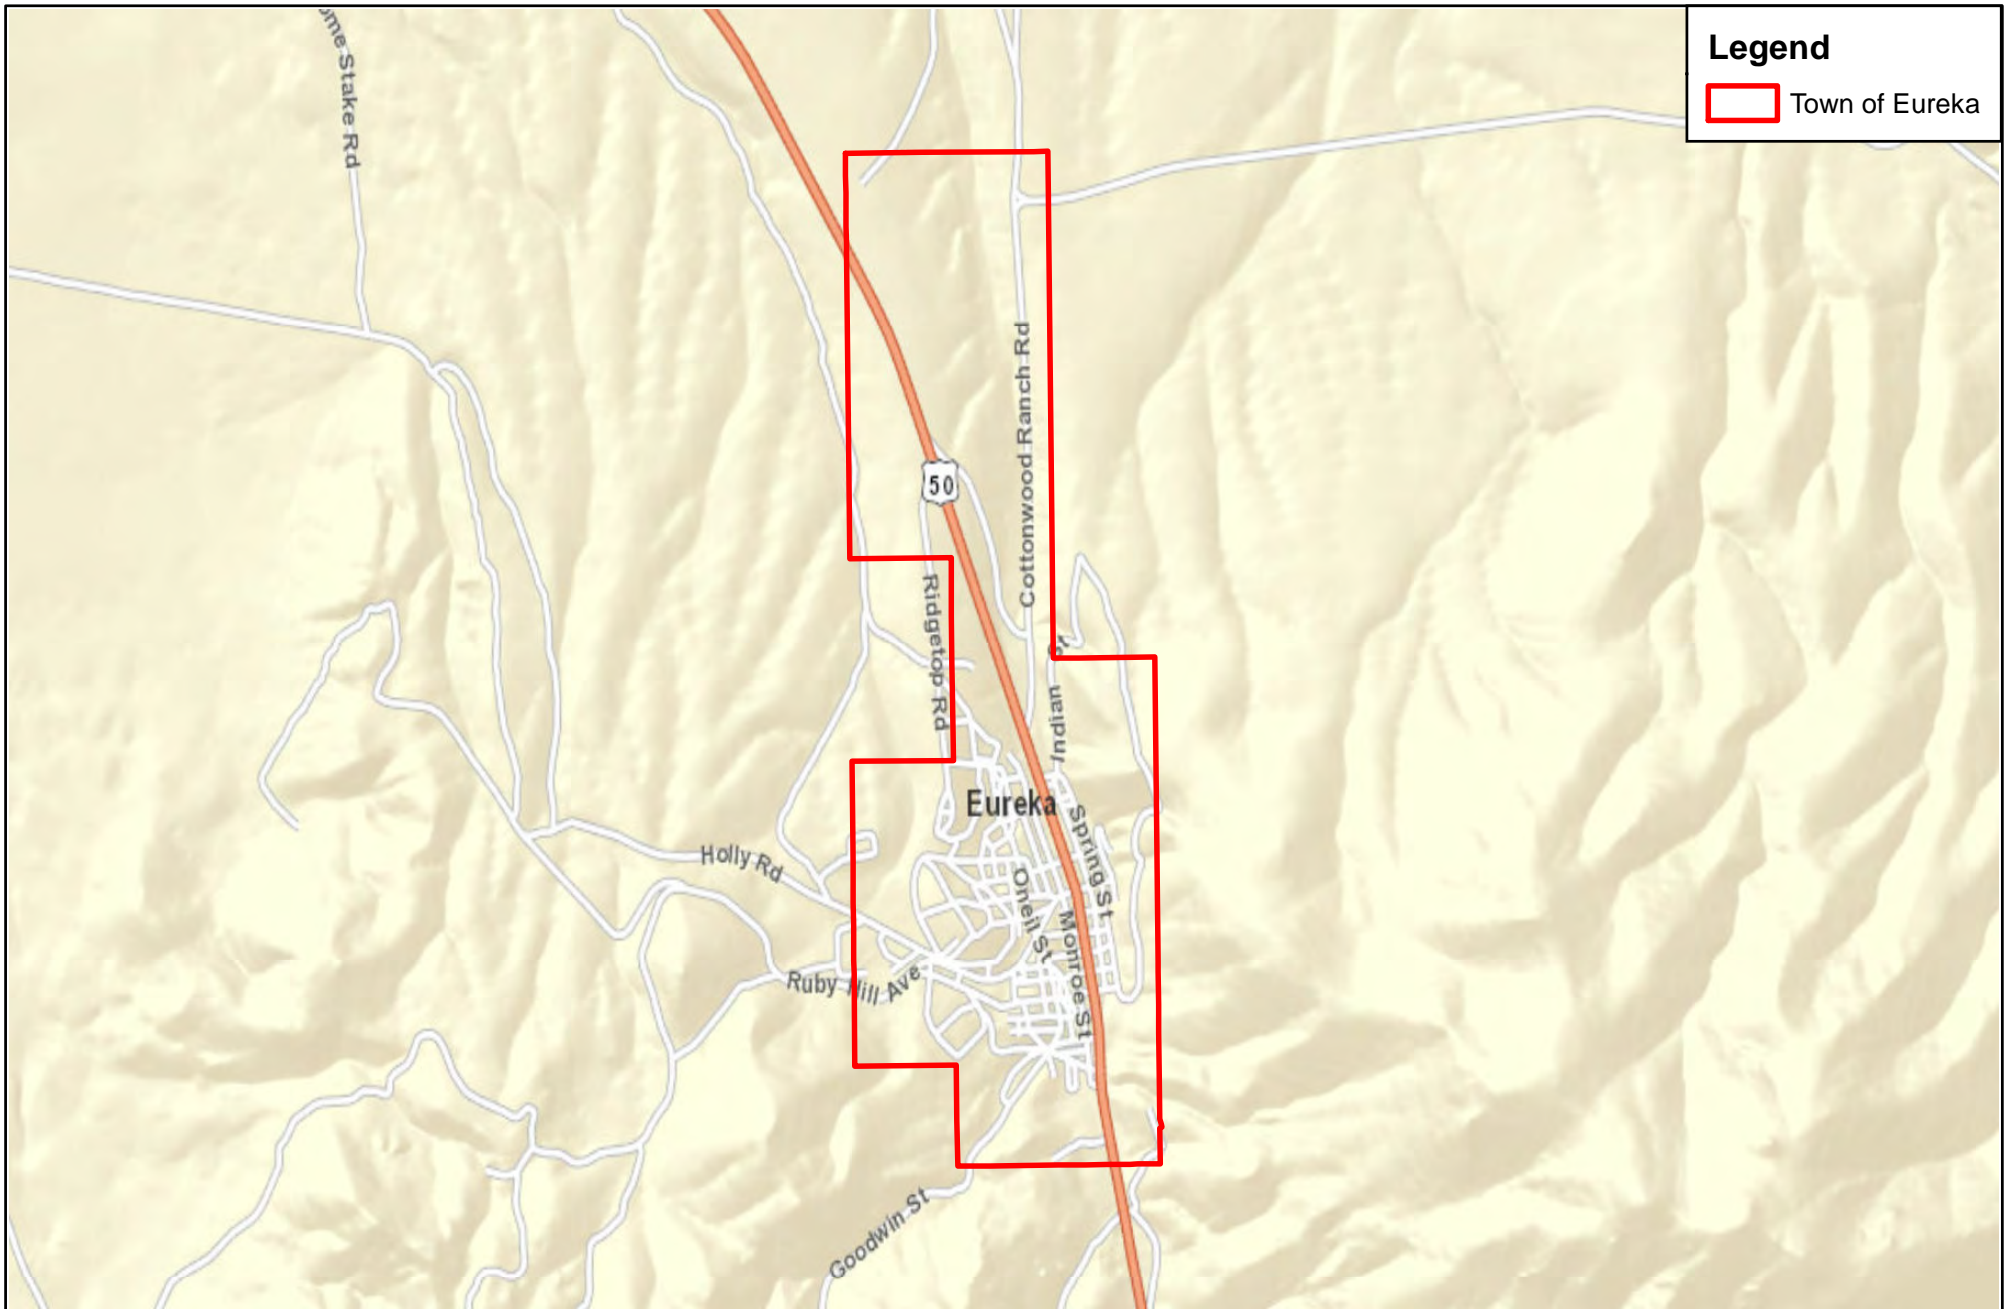 Legend
Town of Eureka
Stake Rd
50
Cottonwood Ranch Rd
Ridgetop Rd
Indian St
Eureka
Spring St
Holly Rd
Oneil St
Monroe St
Ruby Hill Ave
Goodwin St